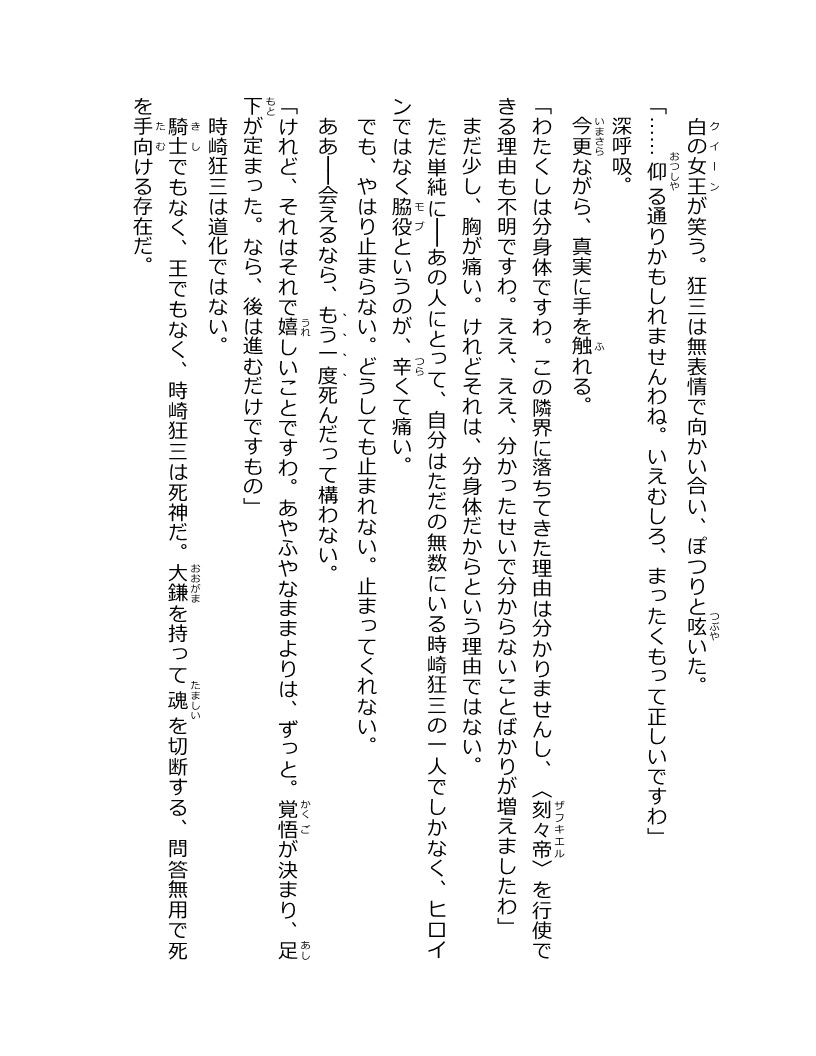 白の女王が笑う。狂三は無表情で向かい合い、ぽつりと呟いた。
「……仰る通りかもしれませんわね。いえむしろ、まったくもって正しいですわ」
深呼吸。
今更ながら、真実に手を触れる。
「わたくしは分身体ですわ。この隣界に落ちてきた理由は分かりませんし、〈刻々帝〉を行使で
きる理由も不明ですわ。ええ、ええ、分かったせいで分からないことばかりが増えましたわ」
まだ少し、胸が痛い。けれどそれは、分身体だからという理由ではない。
ただ単純に──あの人にとって、自分はただの無数にいる時崎狂三の一人でしかなく、ヒロイ
ンではなく脇役というのが、辛くて痛い。
でも、やはり止まらない。どうしても止まれない。止まってくれない。
ああ──会えるなら、もう一度死んだって構わない。
「けれど、それはそれで嬉しいことですわ。あやふやなままよりは、ずっと。覚悟が決まり、足
下が定まった。なら、後は進むだけですもの」
時崎狂三は道化ではない。
騎士でもなく、王でもなく、時崎狂三は死神だ。大鎌を持って魂を切断する、問答無用で死
を手向ける存在だ。